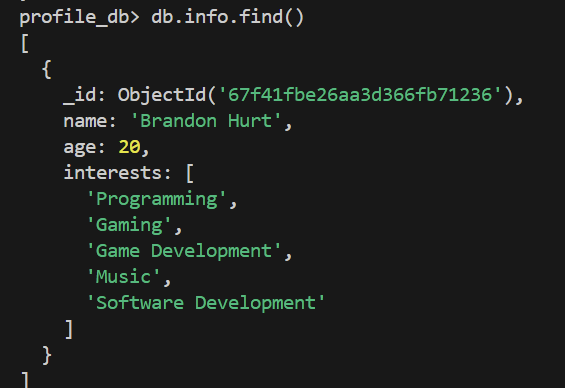 profile_db> db.info.find()
[
  {
    _id: ObjectId('67f41fbe26aa3d366fb71236'),
    name: 'Brandon Hurt',
    age: 20,
    interests: [
      'Programming',
      'Gaming',
      'Game Development',
      'Music',
      'Software Development'
    ]
  }
]